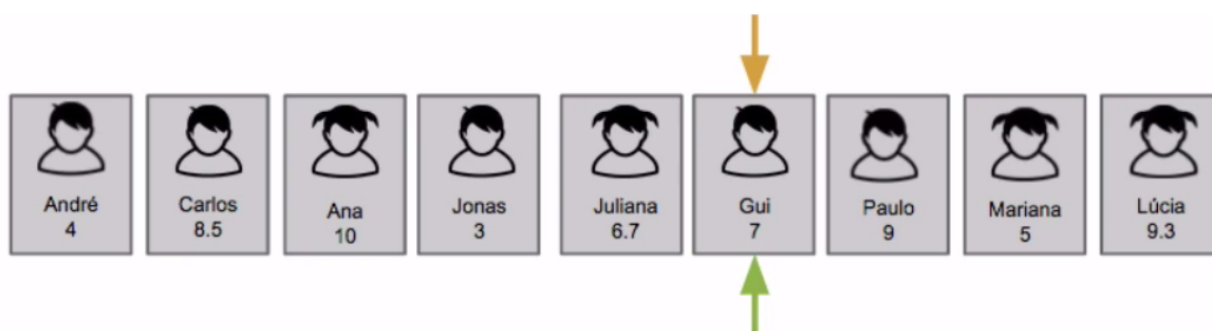 André
4
Carlos
8.5
Ana
10
Jonas
3
Juliana
6.7
Gui
7
Paulo
9
Mariana
5
Lúcia
9.3